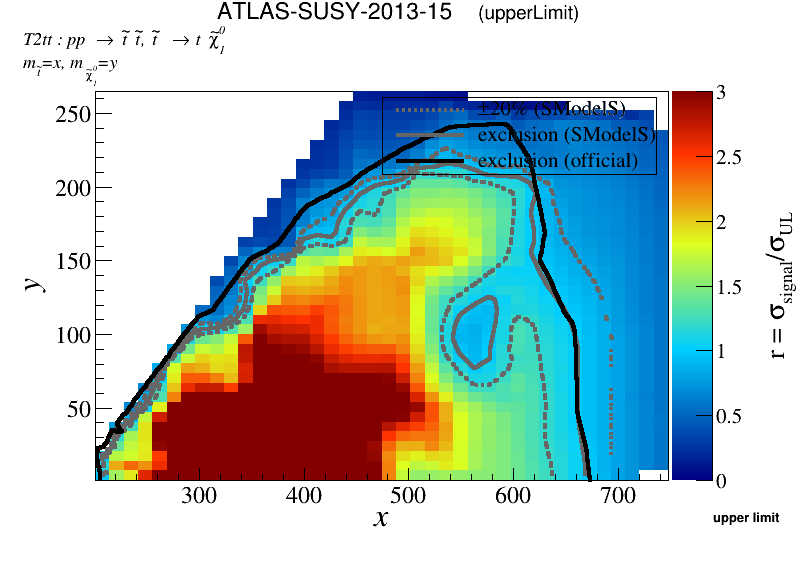 ATLAS-SUSY-2013-15 (upperLimit)
T2tt : pp → t̃ t̃, t̃ → t χ̃₁⁰
m_t̃=x, m_χ̃₁⁰=y
±20% (SModelS)
exclusion (SModelS)
exclusion (official)
250
200
150
100
50
y
300 400 500 600 700
x
3
2.5
2
1.5
1
0.5
0
r = σ_signal/σ_UL
upper limit